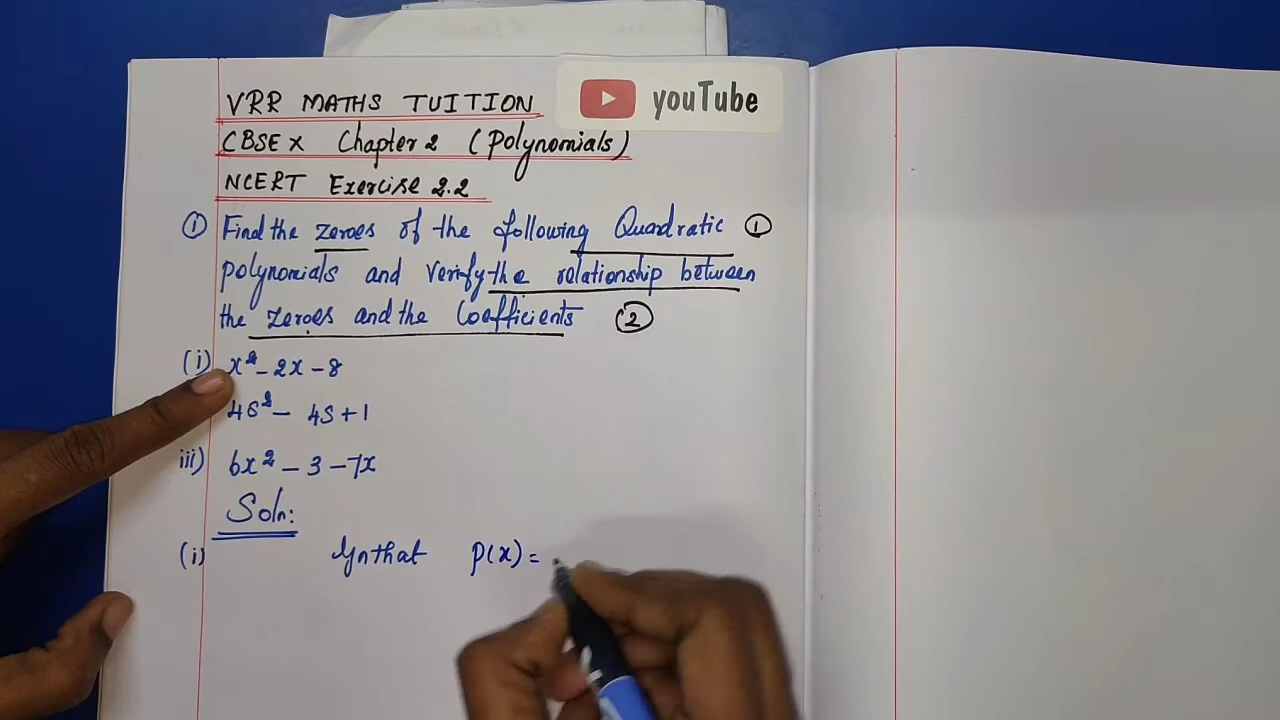 VRR MATHS TUITION
youTube
CBSE X Chapter 2 (Polynomials)
NCERT Exercise 2.2
① Find the zeroes of the following Quadratic ①
polynomials and verify the relationship between
the zeroes and the Coefficients ②
(i) x² - 2x - 8
4s² - 4s + 1
iii) 6x² - 3 - 7x
Soln:
(i) Gn that p(x) =